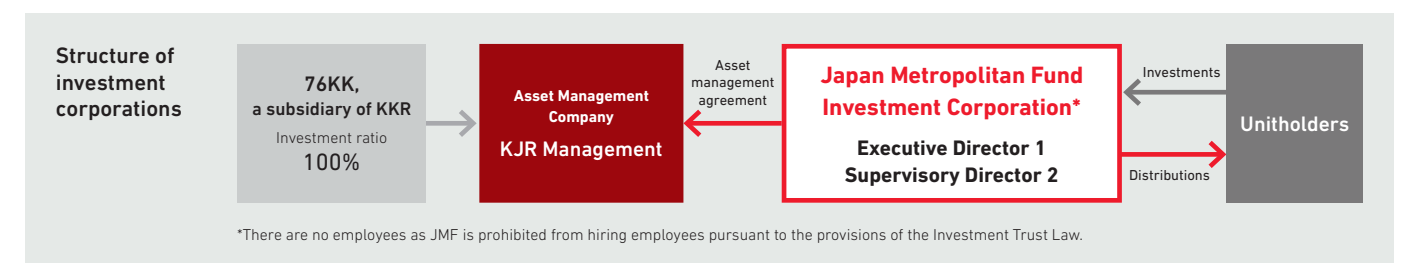 Structure of
investment
corporations
76KK,
a subsidiary of KKR
Investment ratio
100%
Asset Management
Company
KJR Management
Asset
management
agreement
Japan Metropolitan Fund
Investment Corporation*
Executive Director 1
Supervisory Director 2
Investments
Distributions
Unitholders
*There are no employees as JMF is prohibited from hiring employees pursuant to the provisions of the Investment Trust Law.